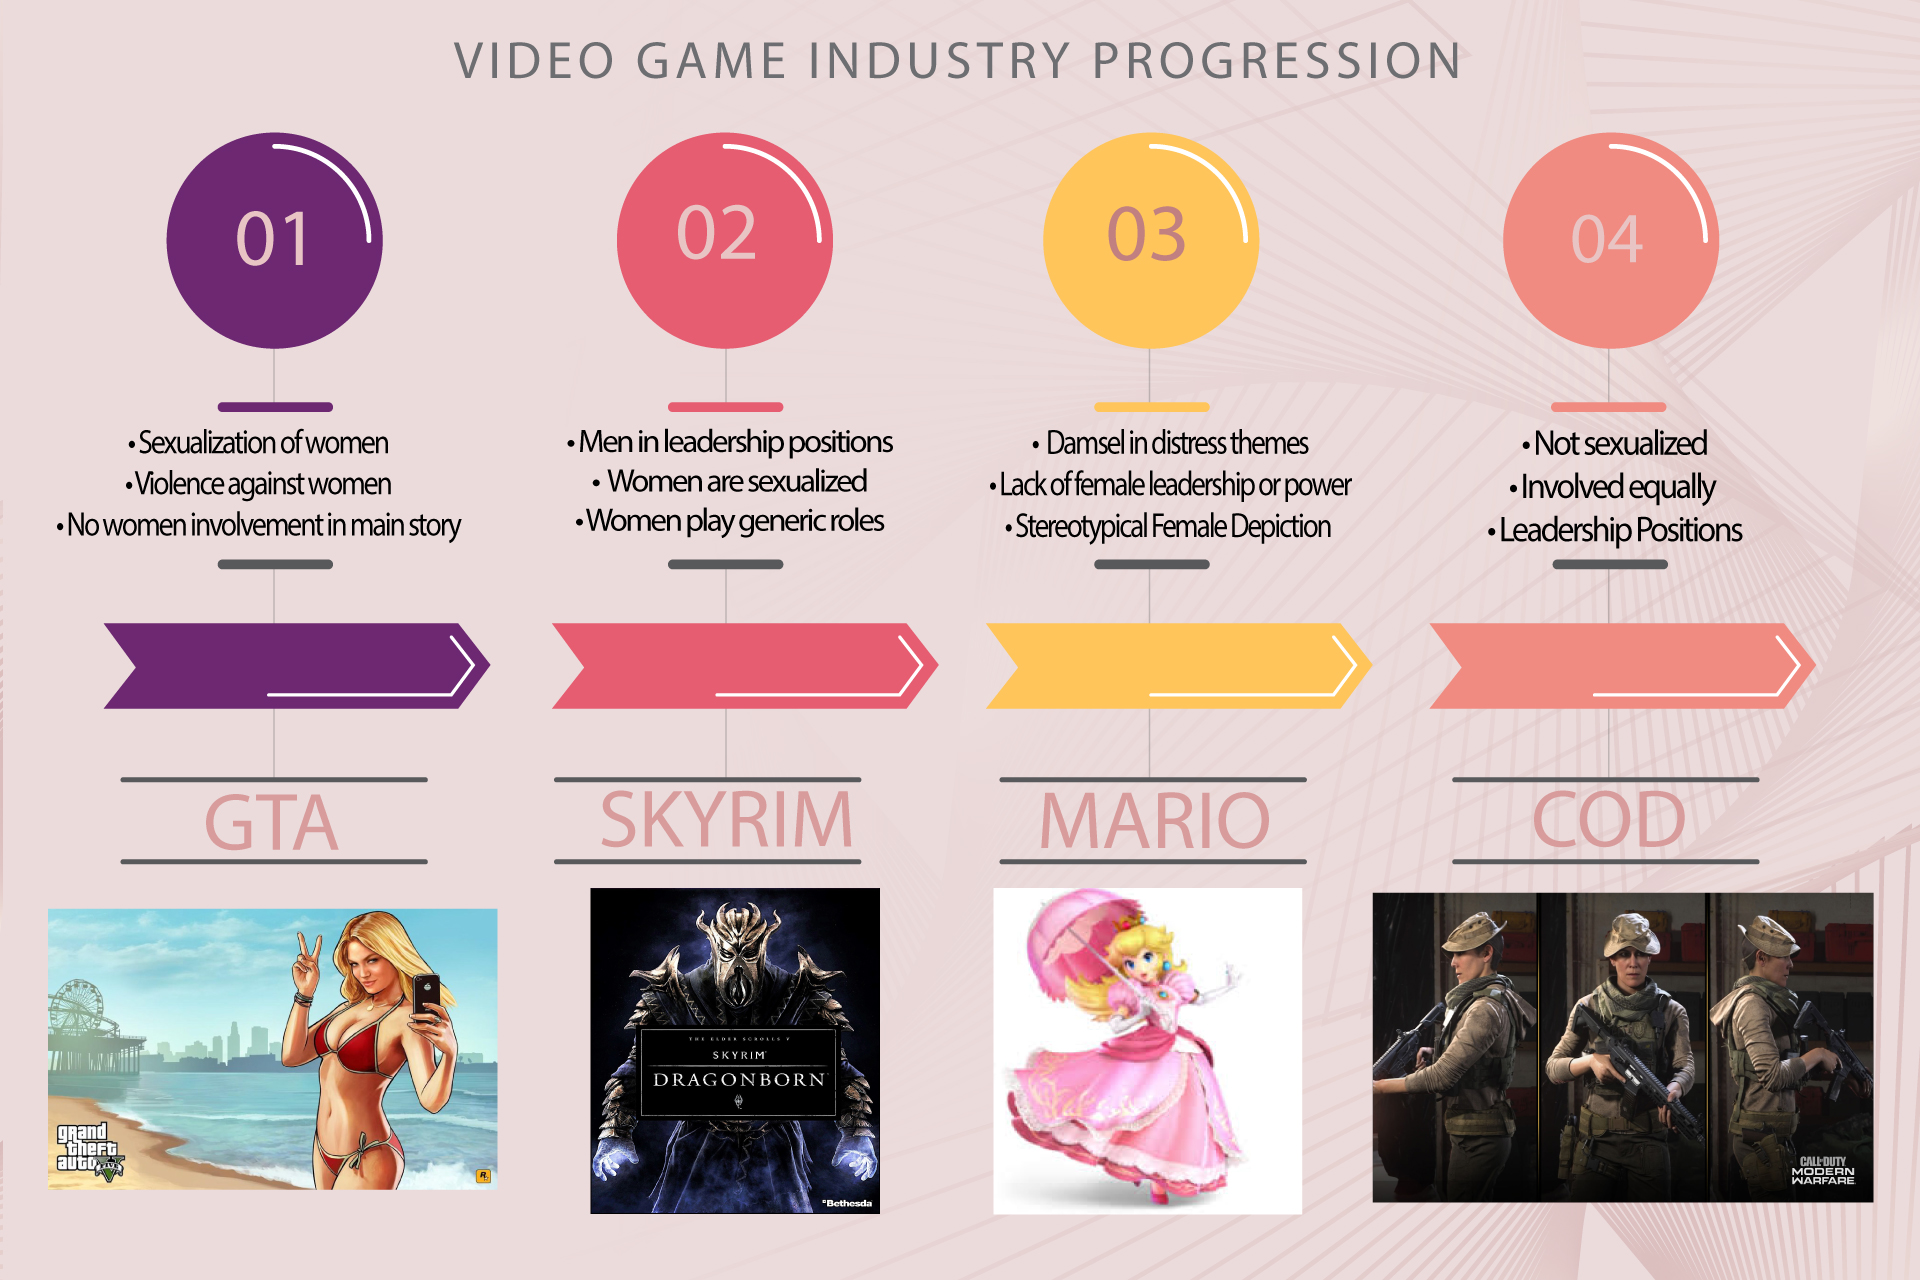 VIDEO GAME INDUSTRY PROGRESSION
01
• Sexualization of women
• Violence against women
• No women involvement in main story
GTA
grand
theft
auto V
FIVE
R★
02
• Men in leadership positions
• Women are sexualized
• Women play generic roles
SKYRIM
THE ELDER SCROLLS V
SKYRIM
DRAGONBORN
Bethesda
03
• Damsel in distress themes
• Lack of female leadership or power
• Stereotypical Female Depiction
MARIO
04
• Not sexualized
• Involved equally
• Leadership Positions
COD
CALL OF DUTY
MODERN
WARFARE